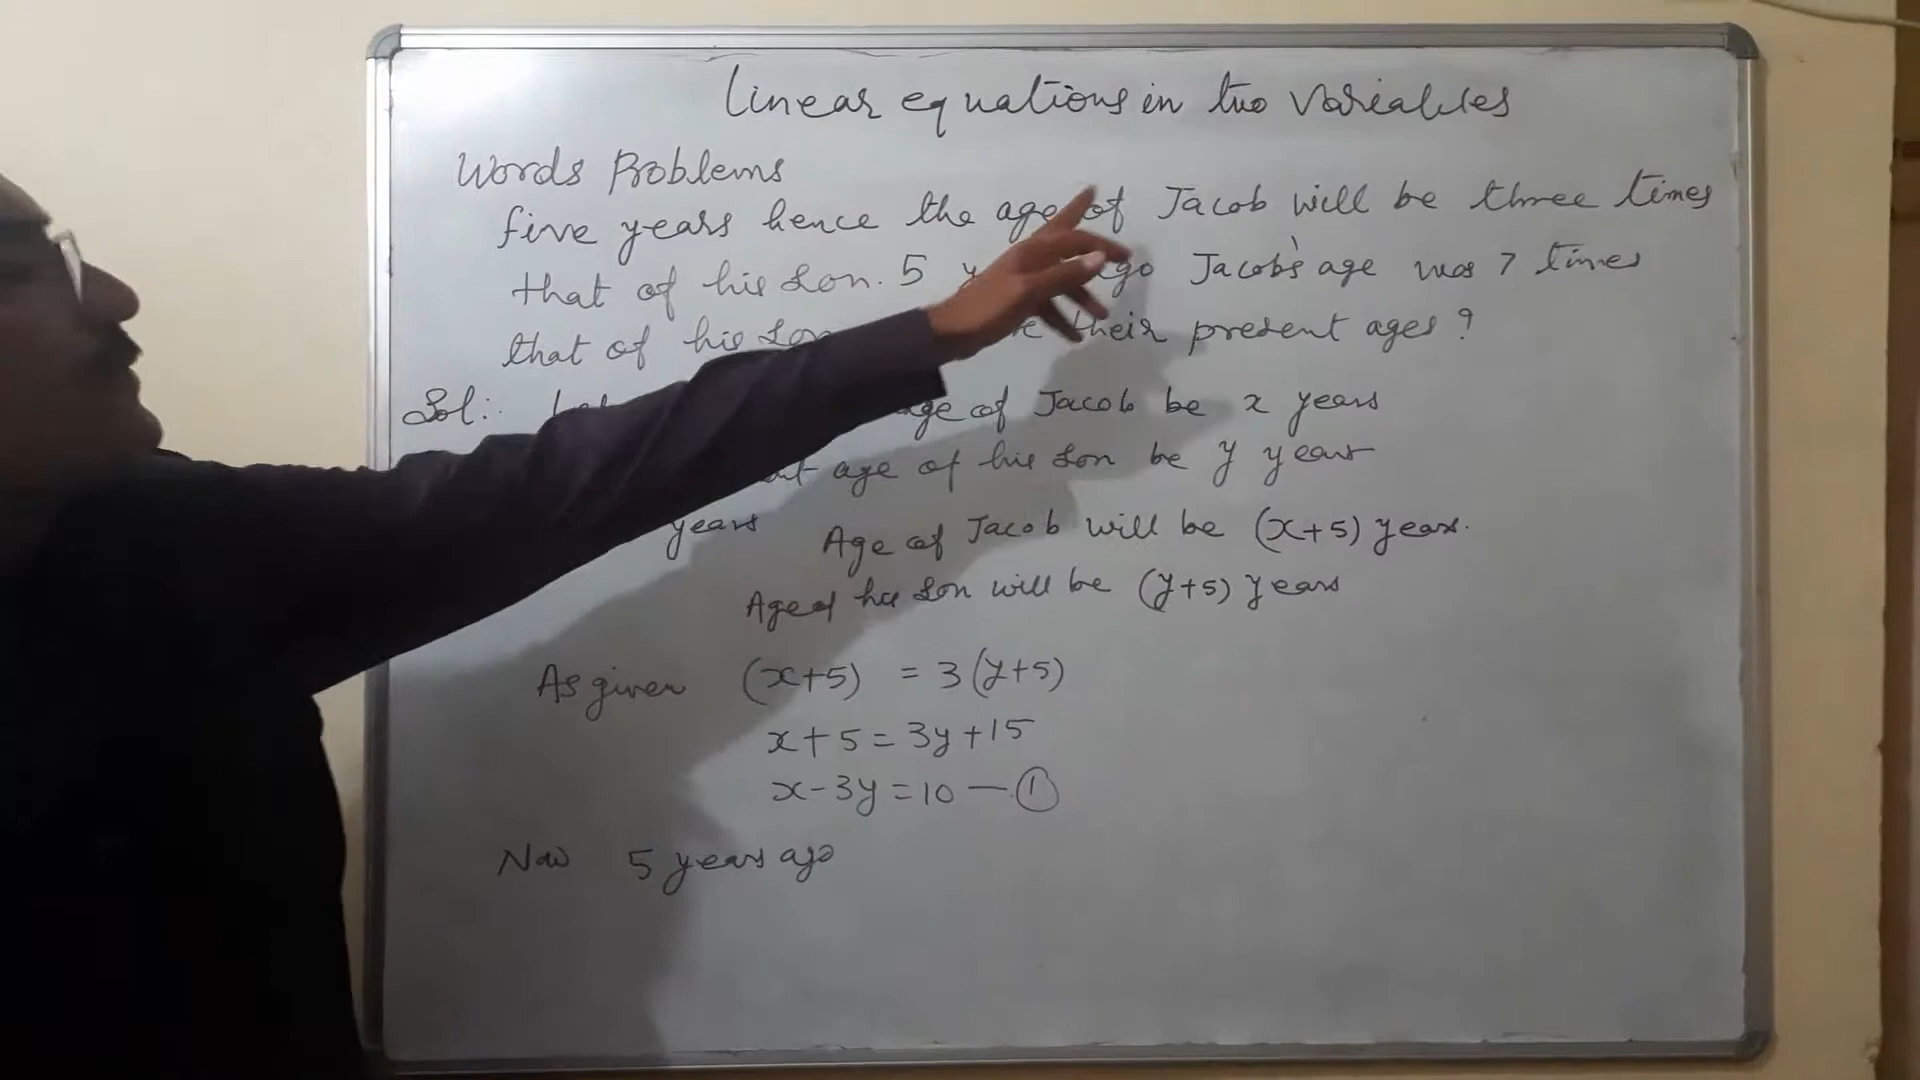 Linear equations in two variables
Words Problems
five years hence the age of Jacob will be three times
that of his son. 5 ago Jacob's age was 7 times
that of his their present ages ?
Sol:. age of Jacob be x years
age of his son be y years
years Age of Jacob will be (x+5) years.
Age of his son will be (y+5) years
As given (x+5) = 3(y+5)
x+5=3y+15
x-3y=10 — ①
Now 5 years ago